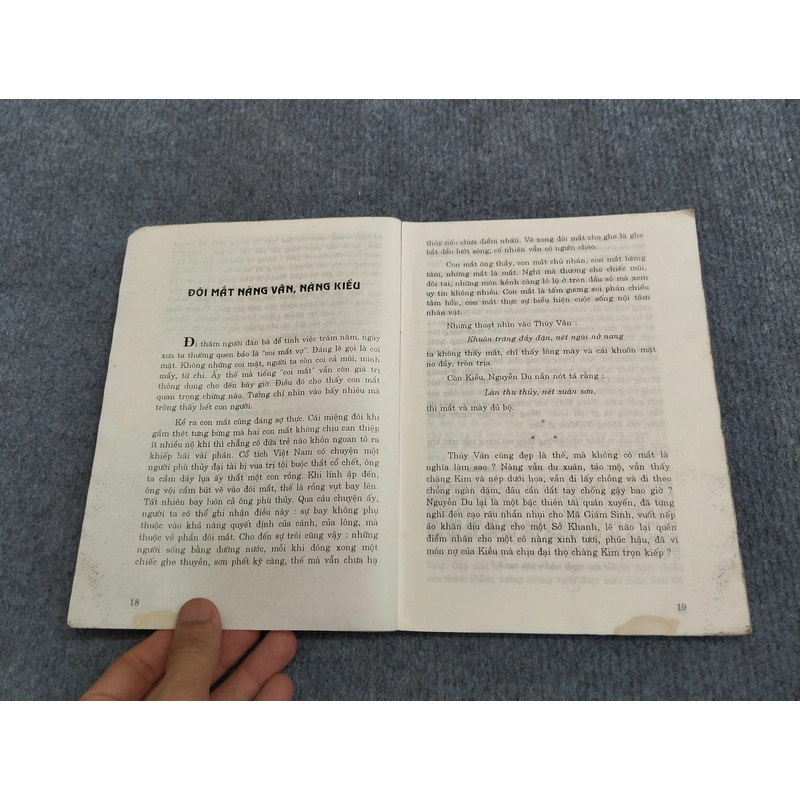 ĐÔI MẮT NÀNG VÂN, NÀNG KIỀU
Đi thăm người đàn bà để tính việc trăm năm, ngày
xưa ta thường quen bảo là "coi mắt vợ". Đáng lẽ gọi là coi
mặt. Không những coi mặt, người ta còn coi cả mũi, mình
mẩy, tứ chi. Ấy thế mà tiếng "coi mắt" vẫn còn giá trị
thông dụng cho đến bây giờ. Điều đó cho thấy con mắt
quan trọng chừng nào. Tưởng chỉ nhìn vào bấy nhiêu mà
trông thấy hết con người.
Kể ra con mắt cũng đáng sợ thực. Cái miệng đôi khi
gầm thét tưng bừng mà hai con mắt không chịu can thiệp
ít nhiều nộ khí thì chẳng có đứa trẻ nào khôn ngoan tỏ ra
khiếp hãi vài phần. Cổ tích Việt Nam có chuyện một
người phù thủy đại tài bị vua trị tội buộc thắt cổ chết, ông
ta cầm dây lụa ấy thắt một con rồng. Khi lính ập đến,
ông vội cầm bút vẽ vào đôi mắt, thế là rồng vụt bay lên.
Tất nhiên bay luôn cả ông phù thủy. Qua câu chuyện ấy,
người ta có thể ghi nhận điều này : sự bay không phụ
thuộc vào khả năng quyết định của cánh, của lông, mà
thuộc về phần đôi mắt. Cho đến sự trôi cũng vậy : những
người sống bằng đường nước, mỗi khi đóng xong một
chiếc ghe thuyền, sơn phết kỹ càng, thế mà vẫn chưa hạ
18
thủy nếu chưa điểm nhãn. Vẽ xong đôi mắt cho ghe là ghe
bắt đầu lướt sóng, cố nhiên vẫn có người chèo.
Con mắt ông thầy, con mắt chủ nhân, con mắt lương
tâm, những mắt là mắt. Nghĩ mà thương cho chiếc mũi,
đôi tai, những món kềnh càng lồ lộ ở trên đầu sỏ mà xem
uy tín không nhiều. Con mắt là tấm gương soi phản chiếu
tâm hồn, con mắt thực sự biểu hiện cuộc sống nội tâm
nhân vật.
Nhưng thoạt nhìn vào Thúy Vân :
Khuôn trăng đầy đặn, nét ngài nở nang
ta không thấy mắt, chỉ thấy lông mày và cái khuôn mặt
no đầy, tròn trịa.
Còn Kiều, Nguyễn Du nắn nót tả rằng :
Làn thu thủy, nét xuân sơn,
thì mắt và mày đủ bộ.
*
* *
Thúy Vân cũng đẹp là thế, mà không có mắt là
nghĩa làm sao ? Nàng vẫn du xuân, tảo mộ, vẫn thấy
chàng Kim và nép dưới hoa, vẫn đi lấy chồng và đi theo
chồng ngàn dặm, đâu cần dắt tay chống gậy bao giờ ?
Nguyễn Du lại là một bậc thiên tài quán xuyến, đã từng
nghĩ đến cạo râu nhẵn nhụi cho Mã Giám Sinh, vuốt nếp
áo khăn dịu dàng cho một Sở Khanh, lẽ nào lại quên
điểm nhãn cho một cô nàng xinh tươi, phúc hậu, đã vì
món nợ của Kiều mà chịu đại thọ chàng Kim trọn kiếp ?
19